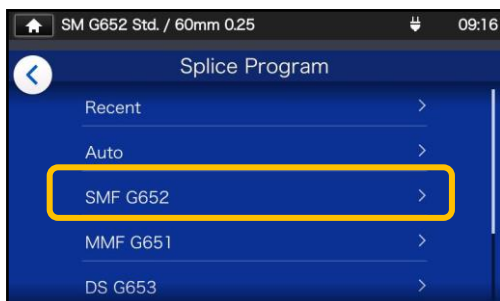 SM G652 Std. / 60mm 0.25 09:16
Splice Program
Recent
Auto
SMF G652
MMF G651
DS G653